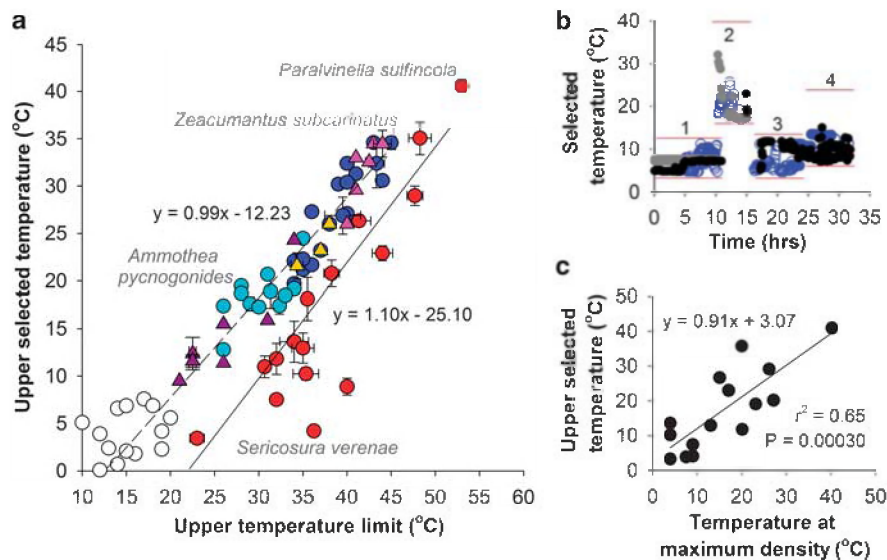 a
Upper selected temperature (°C)
45
40
35
30
25
20
15
10
5
0
Paralvinella sulfincola
Zeacumantus subcarinatus
y = 0.99x - 12.23
Ammothea
pycnogonides
y = 1.10x - 25.10
Sericosura verenae
10 15 20 25 30 35 40 45 50 55 60
Upper temperature limit (°C)
b
Selected
temperature (°C)
40
30
20
10
0
1
2
3
4
0 5 10 15 20 25 30 35
Time (hrs)
c
Upper selected
temperature (°C)
50
40
30
20
10
0
y = 0.91x + 3.07
r² = 0.65
P = 0.00030
0 10 20 30 40 50
Temperature at
maximum density (°C)